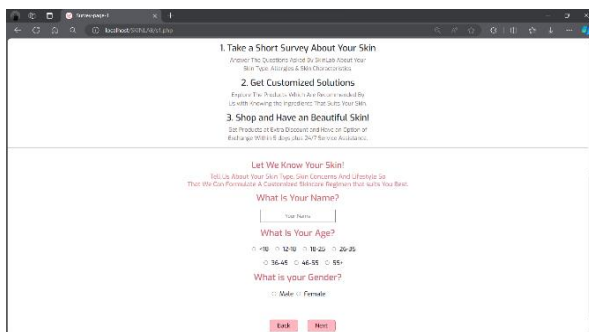 Survey-page-1
localhost/SKINLAB/s1.php
1. Take a Short Survey About Your Skin
Answer The Questions Asked By SkinLab About Your
Skin Type, Allergies & Skin Characteristics
2. Get Customized Solutions
Explore The Products Which Are Recommended By
Us with Knowing the Ingredients That Suits Your Skin.
3. Shop and Have an Beautiful Skin!
Get Products at Extra Discount and Have an Option of
Exchange Within 5 days plus 24/7 Service Assistance.
Let We Know Your Skin!
Tell Us About Your Skin Type, Skin Concerns And Lifestyle So
That We Can Formulate A Customized Skincare Regimen that suits You Best.
What Is Your Name?
Your Name
What Is Your Age?
<18 12-18 18-25 26-35
36-45 46-55 55+
What is your Gender?
Male Female
Back Next